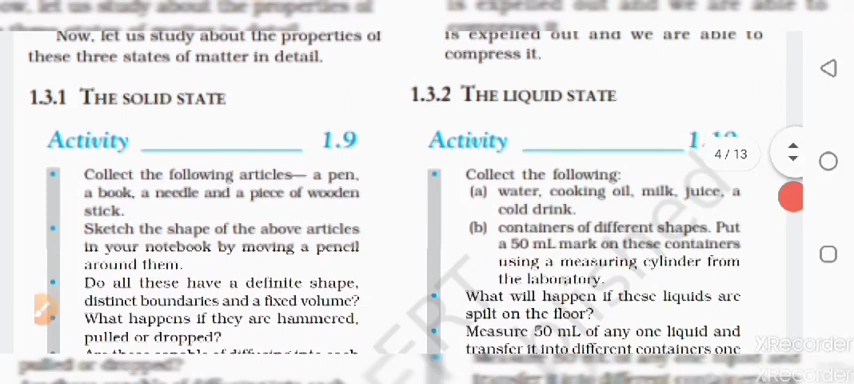 Now, let us study about the properties of
these three states of matter in detail.
1.3.1 THE SOLID STATE
Activity 1.9
• Collect the following articles— a pen,
a book, a needle and a piece of wooden
stick.
• Sketch the shape of the above articles
in your notebook by moving a pencil
around them.
• Do all these have a definite shape,
distinct boundaries and a fixed volume?
• What happens if they are hammered,
pulled or dropped?
is expelled out and we are able to
compress it.
1.3.2 THE LIQUID STATE
Activity
• Collect the following:
(a) water, cooking oil, milk, juice, a
cold drink.
(b) containers of different shapes. Put
a 50 mL mark on these containers
using a measuring cylinder from
the laboratory.
• What will happen if these liquids are
spilt on the floor?
• Measure 50 mL of any one liquid and
transfer it into different containers one
4 / 13
XRecorder